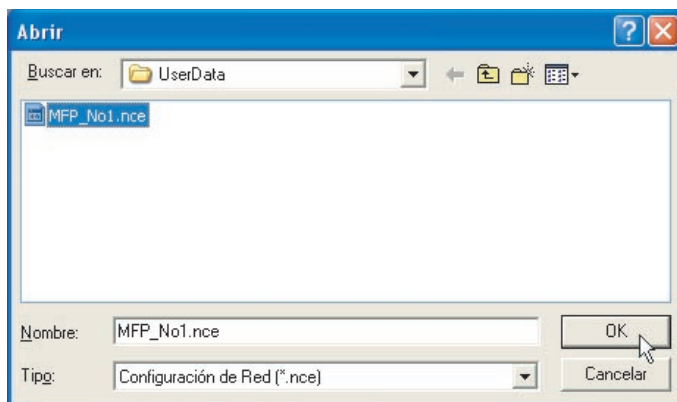 Abrir
Buscar en: UserData
MFP_No1.nce
Nombre: MFP_No1.nce OK
Tipo: Configuración de Red (*.nce) Cancelar